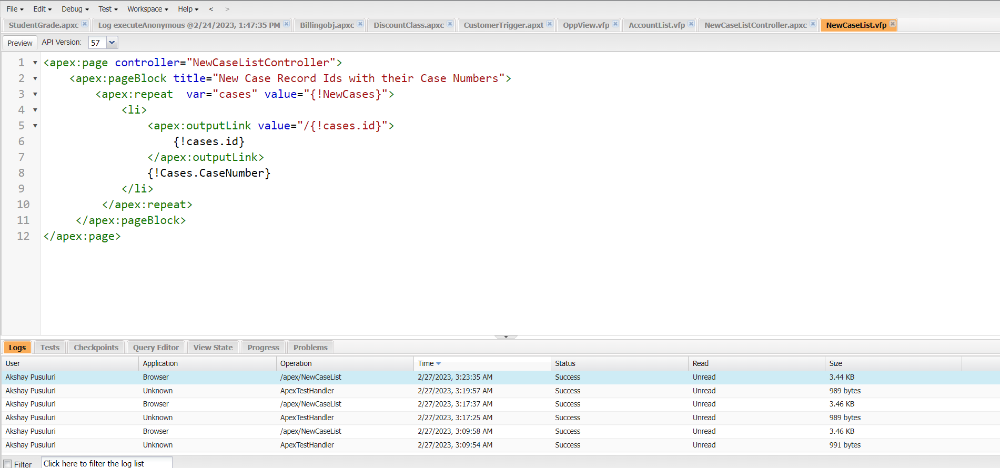 File Edit Debug Test Workspace Help < >
StudentGrade.apxc Log executeAnonymous @2/24/2023, 1:47:35 PM Billingobj.apxc DiscountClass.apxc CustomerTrigger.apxt OppView.vfp AccountList.vfp NewCaseListController.apxc NewCaseList.vfp
Preview API Version: 57
1 <apex:page controller="NewCaseListController">
2 <apex:pageBlock title="New Case Record Ids with their Case Numbers">
3 <apex:repeat  var="cases" value="{!NewCases}">
4 <li>
5 <apex:outputLink value="/{!cases.id}">
6 {!cases.id}
7 </apex:outputLink>
8 {!Cases.CaseNumber}
9 </li>
10 </apex:repeat>
11 </apex:pageBlock>
12 </apex:page>
Logs Tests Checkpoints Query Editor View State Progress Problems
User Application Operation Time Status Read Size
Akshay Pusuluri Browser /apex/NewCaseList 2/27/2023, 3:23:35 AM Success Unread 3.44 KB
Akshay Pusuluri Unknown ApexTestHandler 2/27/2023, 3:19:57 AM Success Unread 989 bytes
Akshay Pusuluri Browser /apex/NewCaseList 2/27/2023, 3:17:37 AM Success Unread 3.46 KB
Akshay Pusuluri Unknown ApexTestHandler 2/27/2023, 3:17:25 AM Success Unread 989 bytes
Akshay Pusuluri Browser /apex/NewCaseList 2/27/2023, 3:09:58 AM Success Unread 3.46 KB
Akshay Pusuluri Unknown ApexTestHandler 2/27/2023, 3:09:54 AM Success Unread 991 bytes
Filter Click here to filter the log list